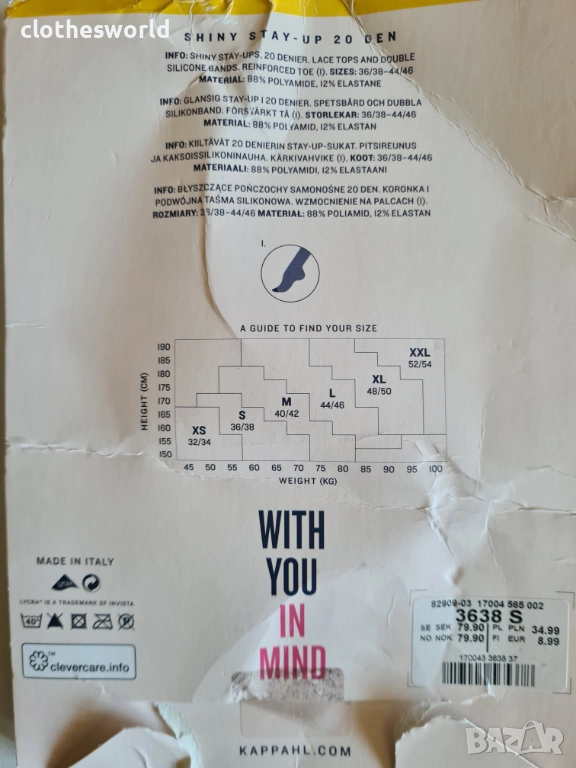 clothesworld
SHINY STAY-UP 20 DEN
INFO: SHINY STAY-UPS. 20 DENIER. LACE TOPS AND DOUBLE
SILICONE BANDS. REINFORCED TOE (I). SIZES: 36/38–44/46
MATERIAL: 88% POLYAMIDE, 12% ELASTANE
INFO: GLANSIG STAY-UP I 20 DENIER. SPETSBÅRD OCH DUBBLA
SILIKONBAND. FÖRSTÄRKT TÅ (I). STORLEKAR: 36/38–44/46
MATERIAL: 88% POLYAMID, 12% ELASTAN
INFO: KIILTÄVÄT 20 DENIERIN STAY-UP-SUKAT. PITSIREUNUS
JA KAKSOISSILIKONINAUHA. KÄRKIVAHVIKE (I). KOOT: 36/38–44/46
MATERIAALI: 88% POLYAMIDI, 12% ELASTAANI
INFO: BŁYSZCZĄCE POŃCZOCHY SAMONOŚNE 20 DEN. KORONKA I
PODWÓJNA TAŚMA SILIKONOWA. WZMOCNIENIE NA PALCACH (I).
ROZMIARY: 36/38–44/46 MATERIAŁ: 88% POLIAMID, 12% ELASTAN
I.
A GUIDE TO FIND YOUR SIZE
HEIGHT (CM)
190
185
180
175
170
165
160
155
150
XS
32/34
S
36/38
M
40/42
L
44/46
XL
48/50
XXL
52/54
45 50 55 60 65 70 75 80 85 90 95 100
WEIGHT (KG)
WITH
YOU
IN
MIND
MADE IN ITALY
LYCRA® IS A TRADEMARK OF INVISTA
40°
clevercare.info
82909-03 17004 565 002
3638 S
SE SEK 79.90 PL PLN 34.99
NO NOK 79.90 FI EUR 8.99
170043 3638 37
KAPPAHL.COM
BAZAR